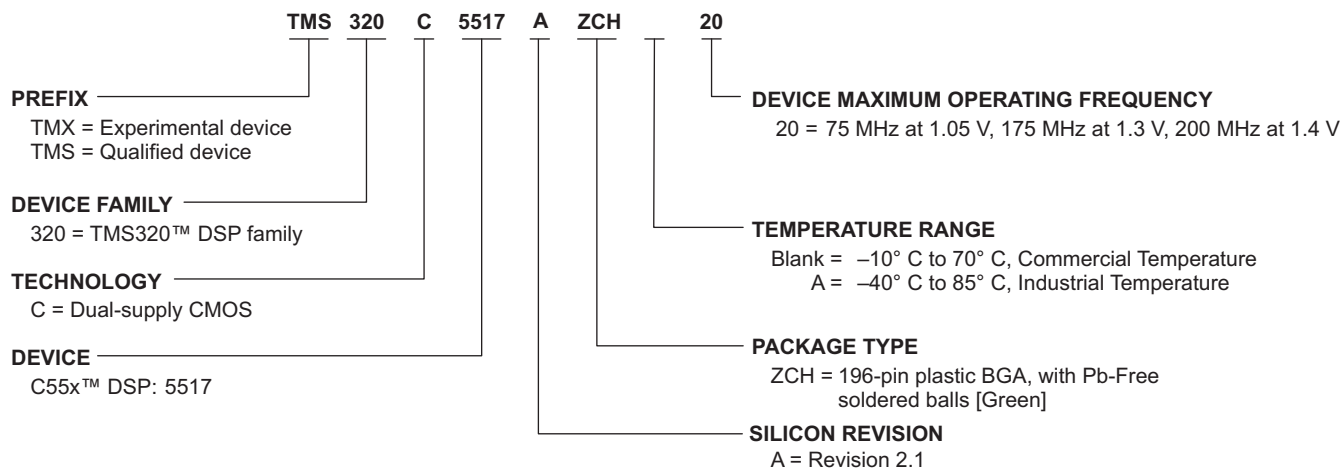 TMS 320 C 5517 A ZCH 20
PREFIX
TMX = Experimental device
TMS = Qualified device
DEVICE FAMILY
320 = TMS320™ DSP family
TECHNOLOGY
C = Dual-supply CMOS
DEVICE
C55x™ DSP: 5517
DEVICE MAXIMUM OPERATING FREQUENCY
20 = 75 MHz at 1.05 V, 175 MHz at 1.3 V, 200 MHz at 1.4 V
TEMPERATURE RANGE
Blank = –10° C to 70° C, Commercial Temperature
A = –40° C to 85° C, Industrial Temperature
PACKAGE TYPE
ZCH = 196-pin plastic BGA, with Pb-Free
soldered balls [Green]
SILICON REVISION
A = Revision 2.1